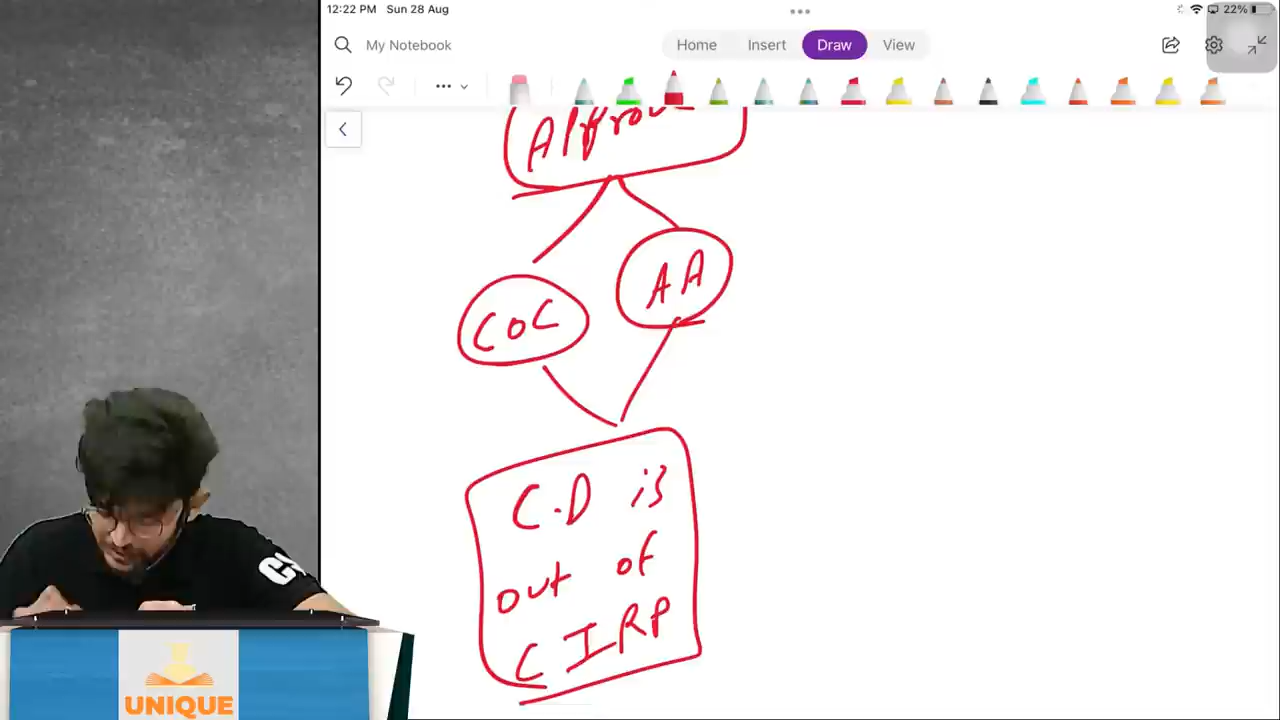 12:22 PM Sun 28 Aug
22%
My Notebook
Home Insert Draw View
COC
AA
C.D is
out of
CIRP
UNIQUE